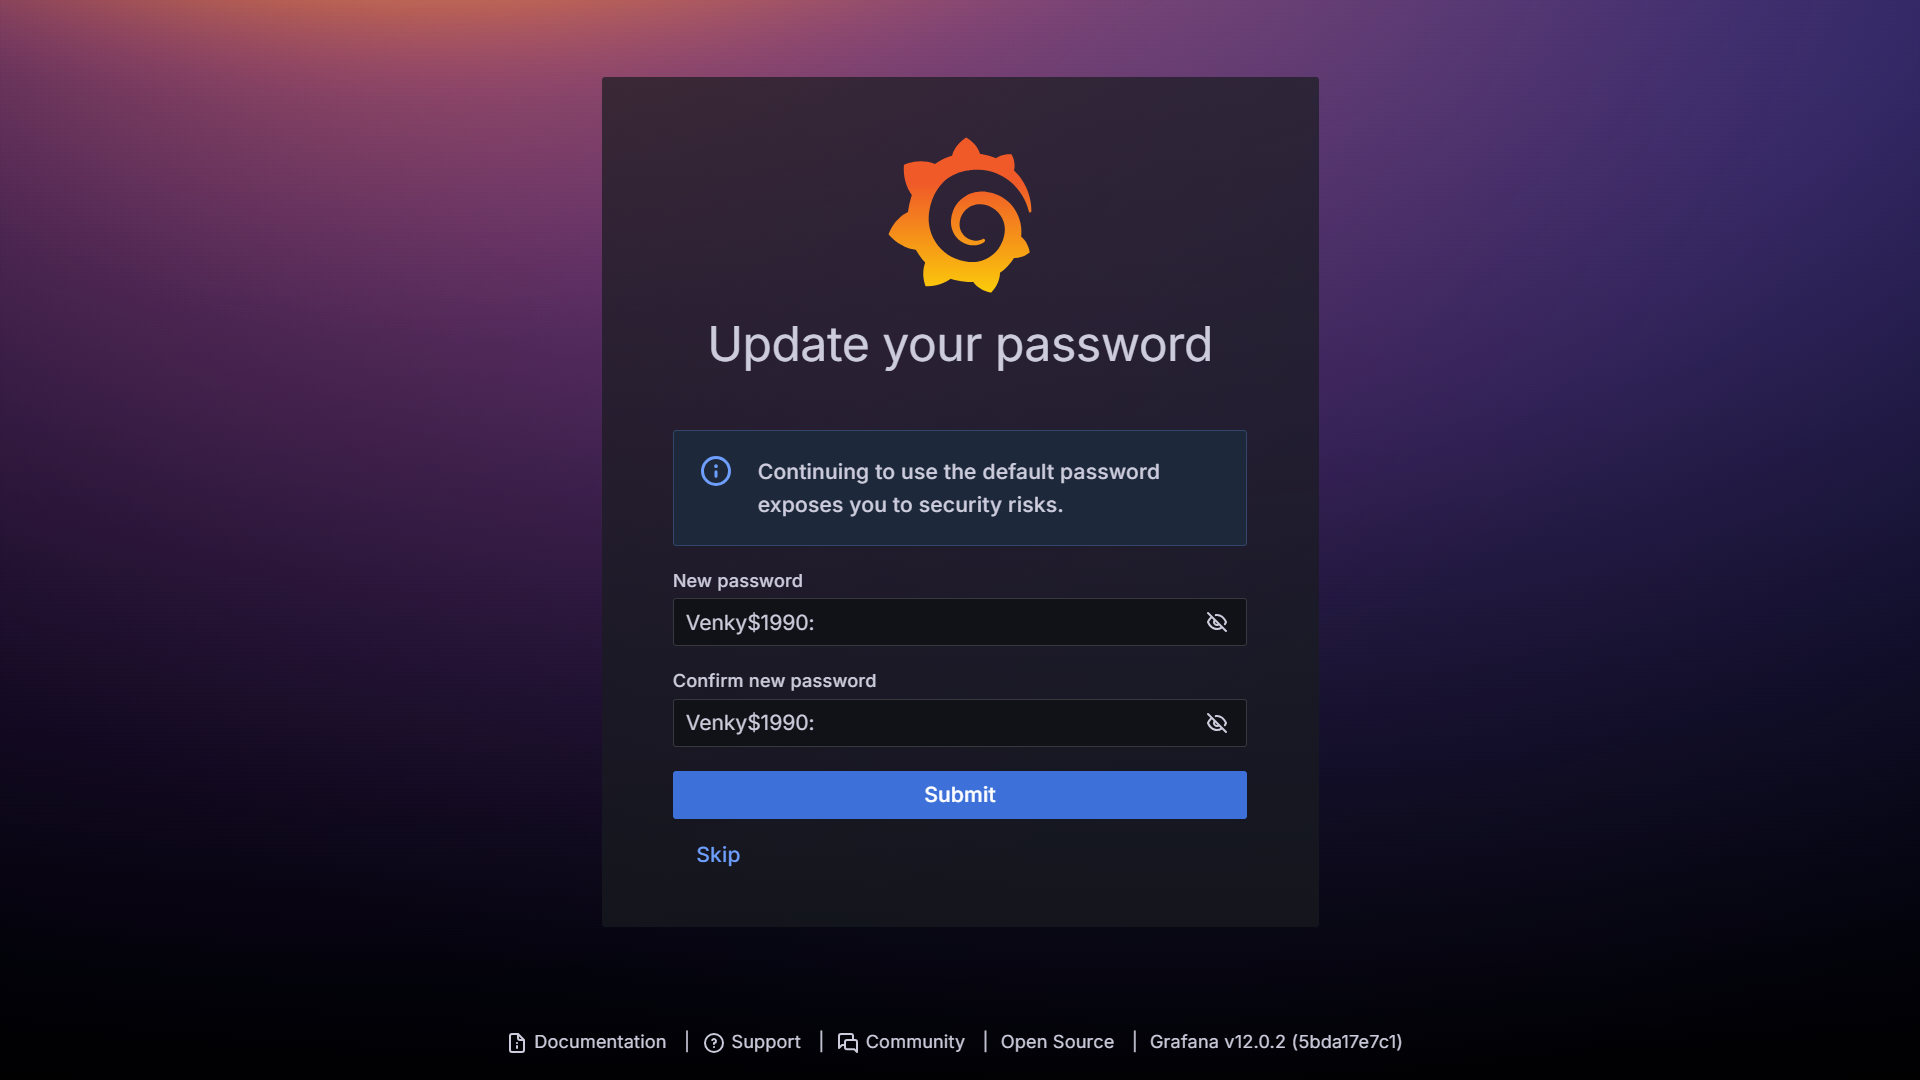 Update your password
Continuing to use the default password
exposes you to security risks.
New password
Venky$1990:
Confirm new password
Venky$1990:
Submit
Skip
Documentation | Support | Community | Open Source | Grafana v12.0.2 (5bda17e7c1)